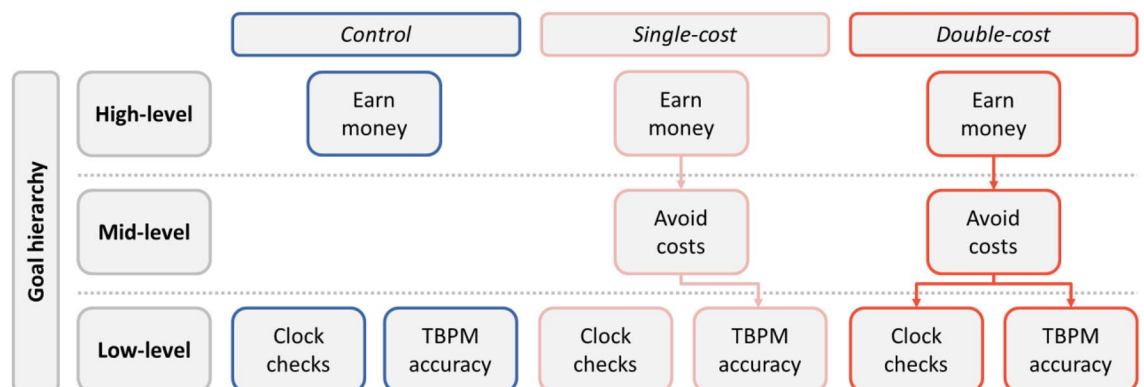 Control Single-cost Double-cost
Goal hierarchy
High-level
Earn
money
Earn
money
Earn
money
Mid-level
Avoid
costs
Avoid
costs
Low-level
Clock
checks
TBPM
accuracy
Clock
checks
TBPM
accuracy
Clock
checks
TBPM
accuracy